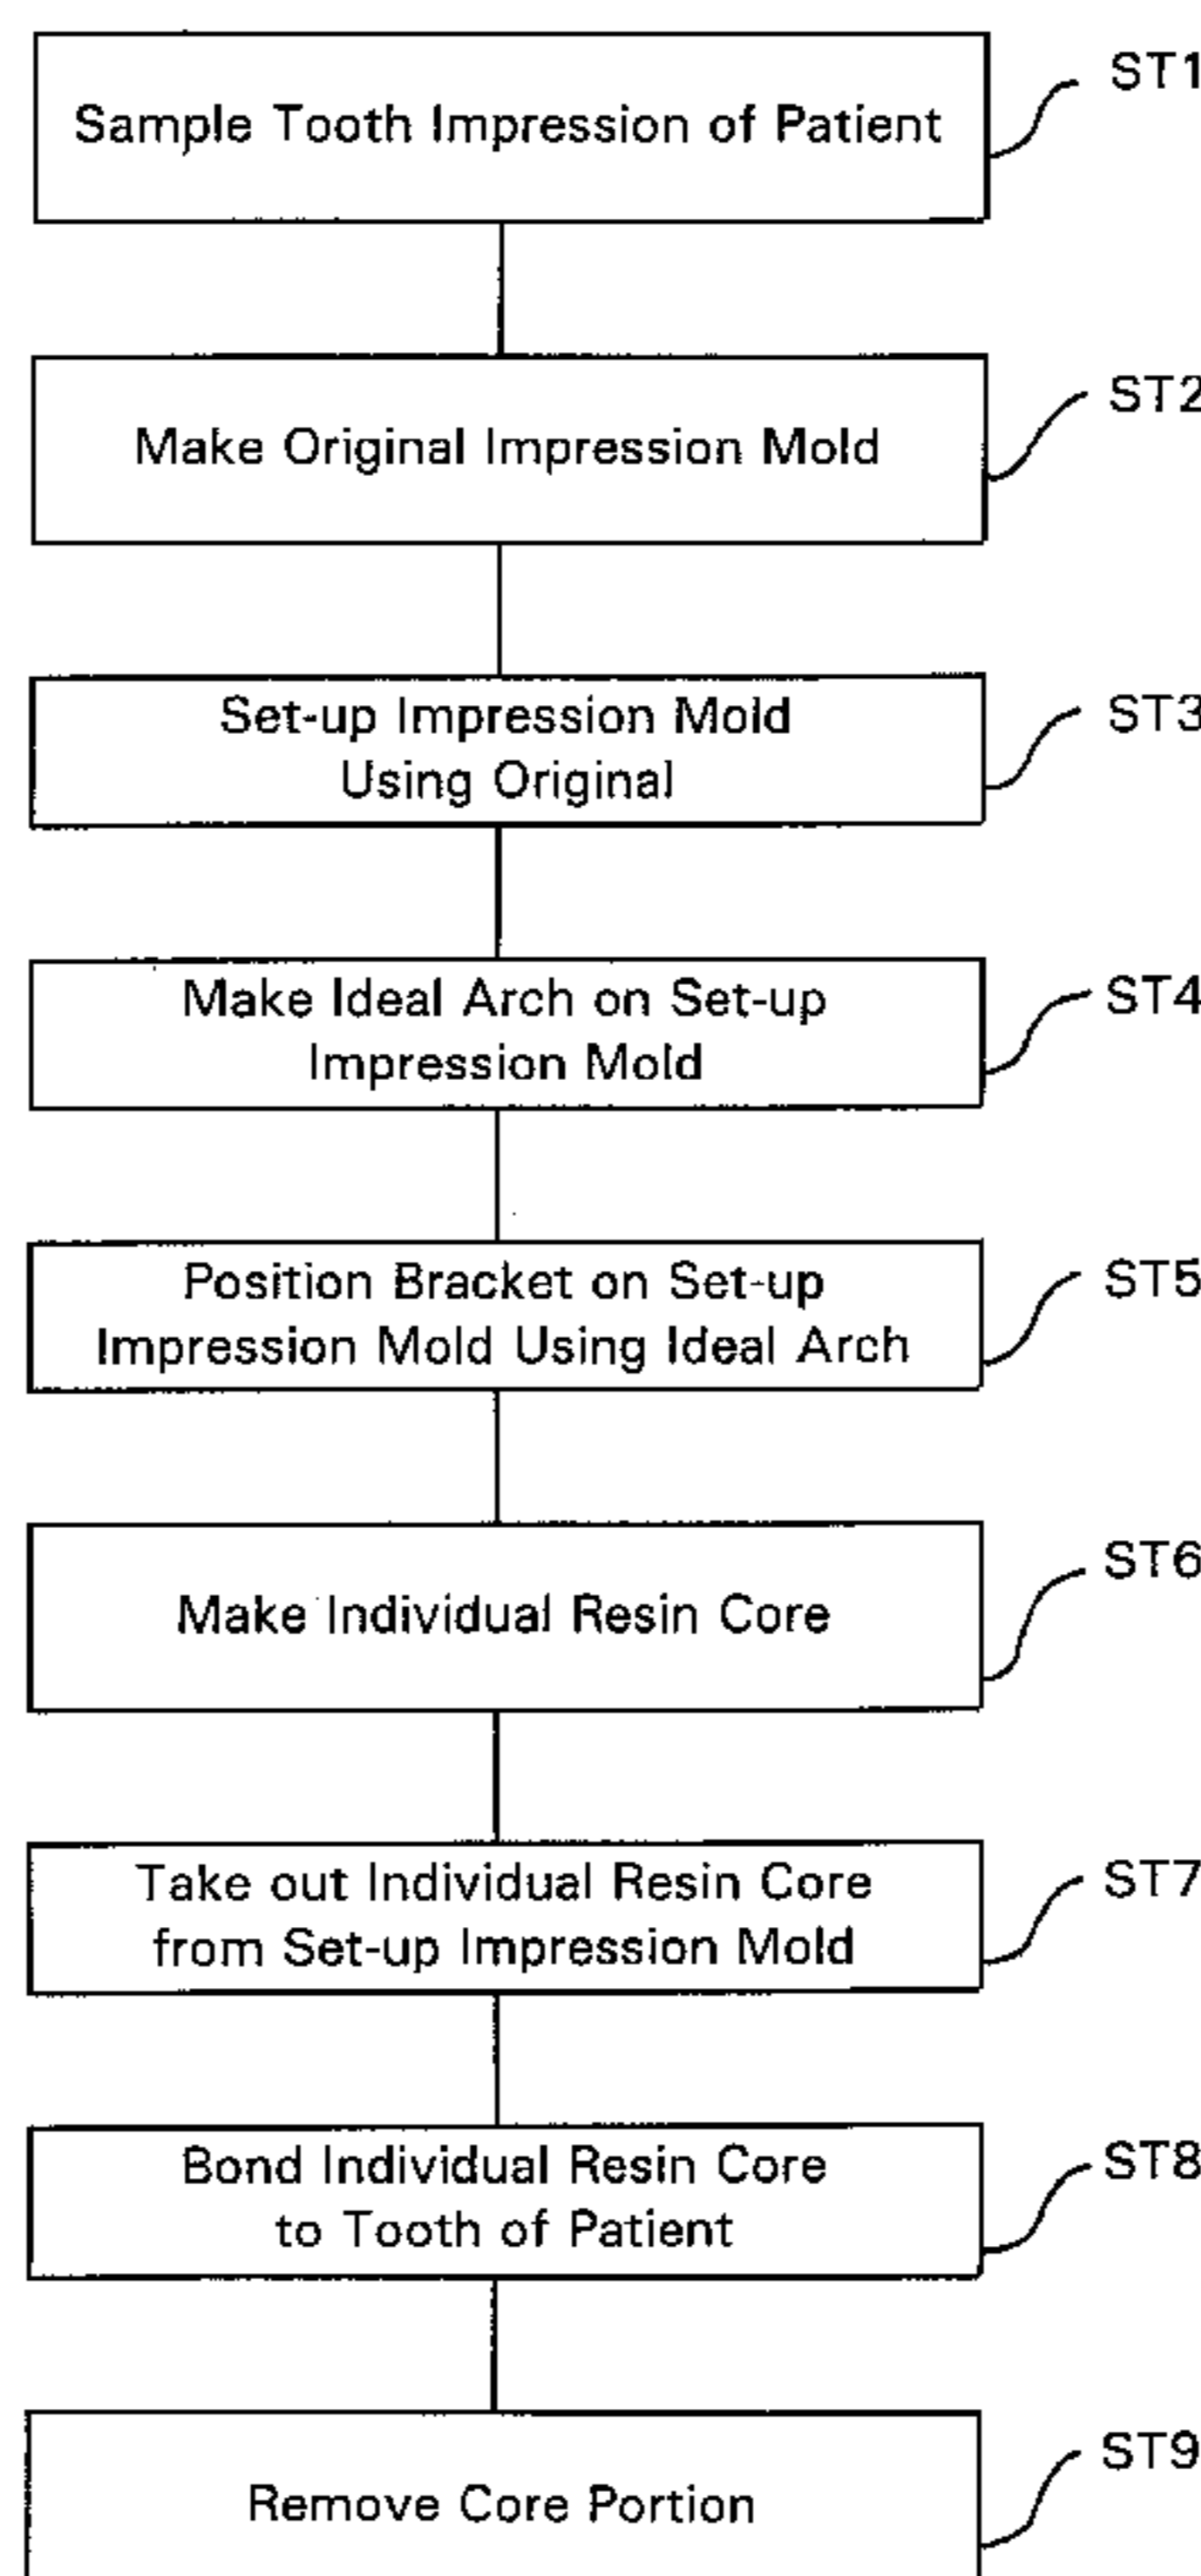 Sample Tooth Impression of Patient
ST1
Make Original Impression Mold
ST2
Set-up Impression Mold
Using Original
ST3
Make Ideal Arch on Set-up
Impression Mold
ST4
Position Bracket on Set-up
Impression Mold Using Ideal Arch
ST5
Make Individual Resin Core
ST6
Take out Individual Resin Core
from Set-up Impression Mold
ST7
Bond Individual Resin Core
to Tooth of Patient
ST8
Remove Core Portion
ST9